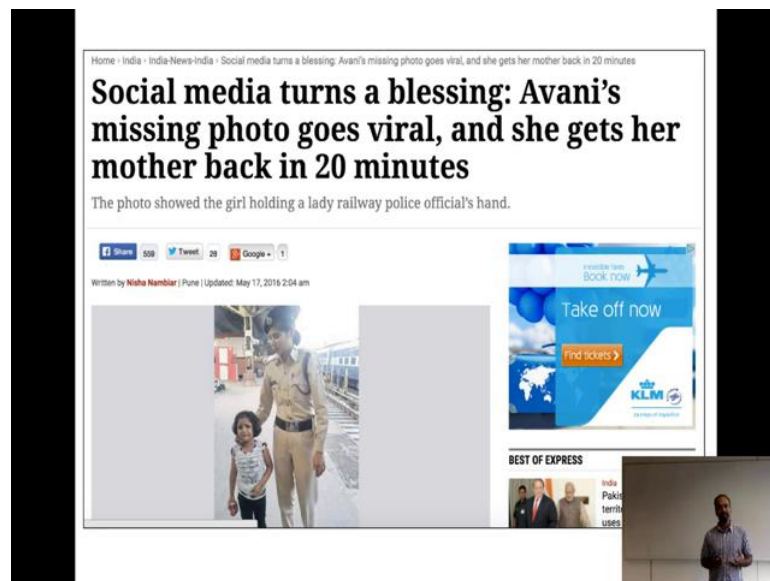 Home › India › India-News-India › Social media turns a blessing: Avani's missing photo goes viral, and she gets her mother back in 20 minutes
Social media turns a blessing: Avani's
missing photo goes viral, and she gets her
mother back in 20 minutes
The photo showed the girl holding a lady railway police official's hand.
Share 559 Tweet 28 Google + 1
Written by Nisha Nambiar | Pune | Updated: May 17, 2016 2:04 am
Book now
Take off now
Find tickets
KLM
BEST OF EXPRESS
India
uses